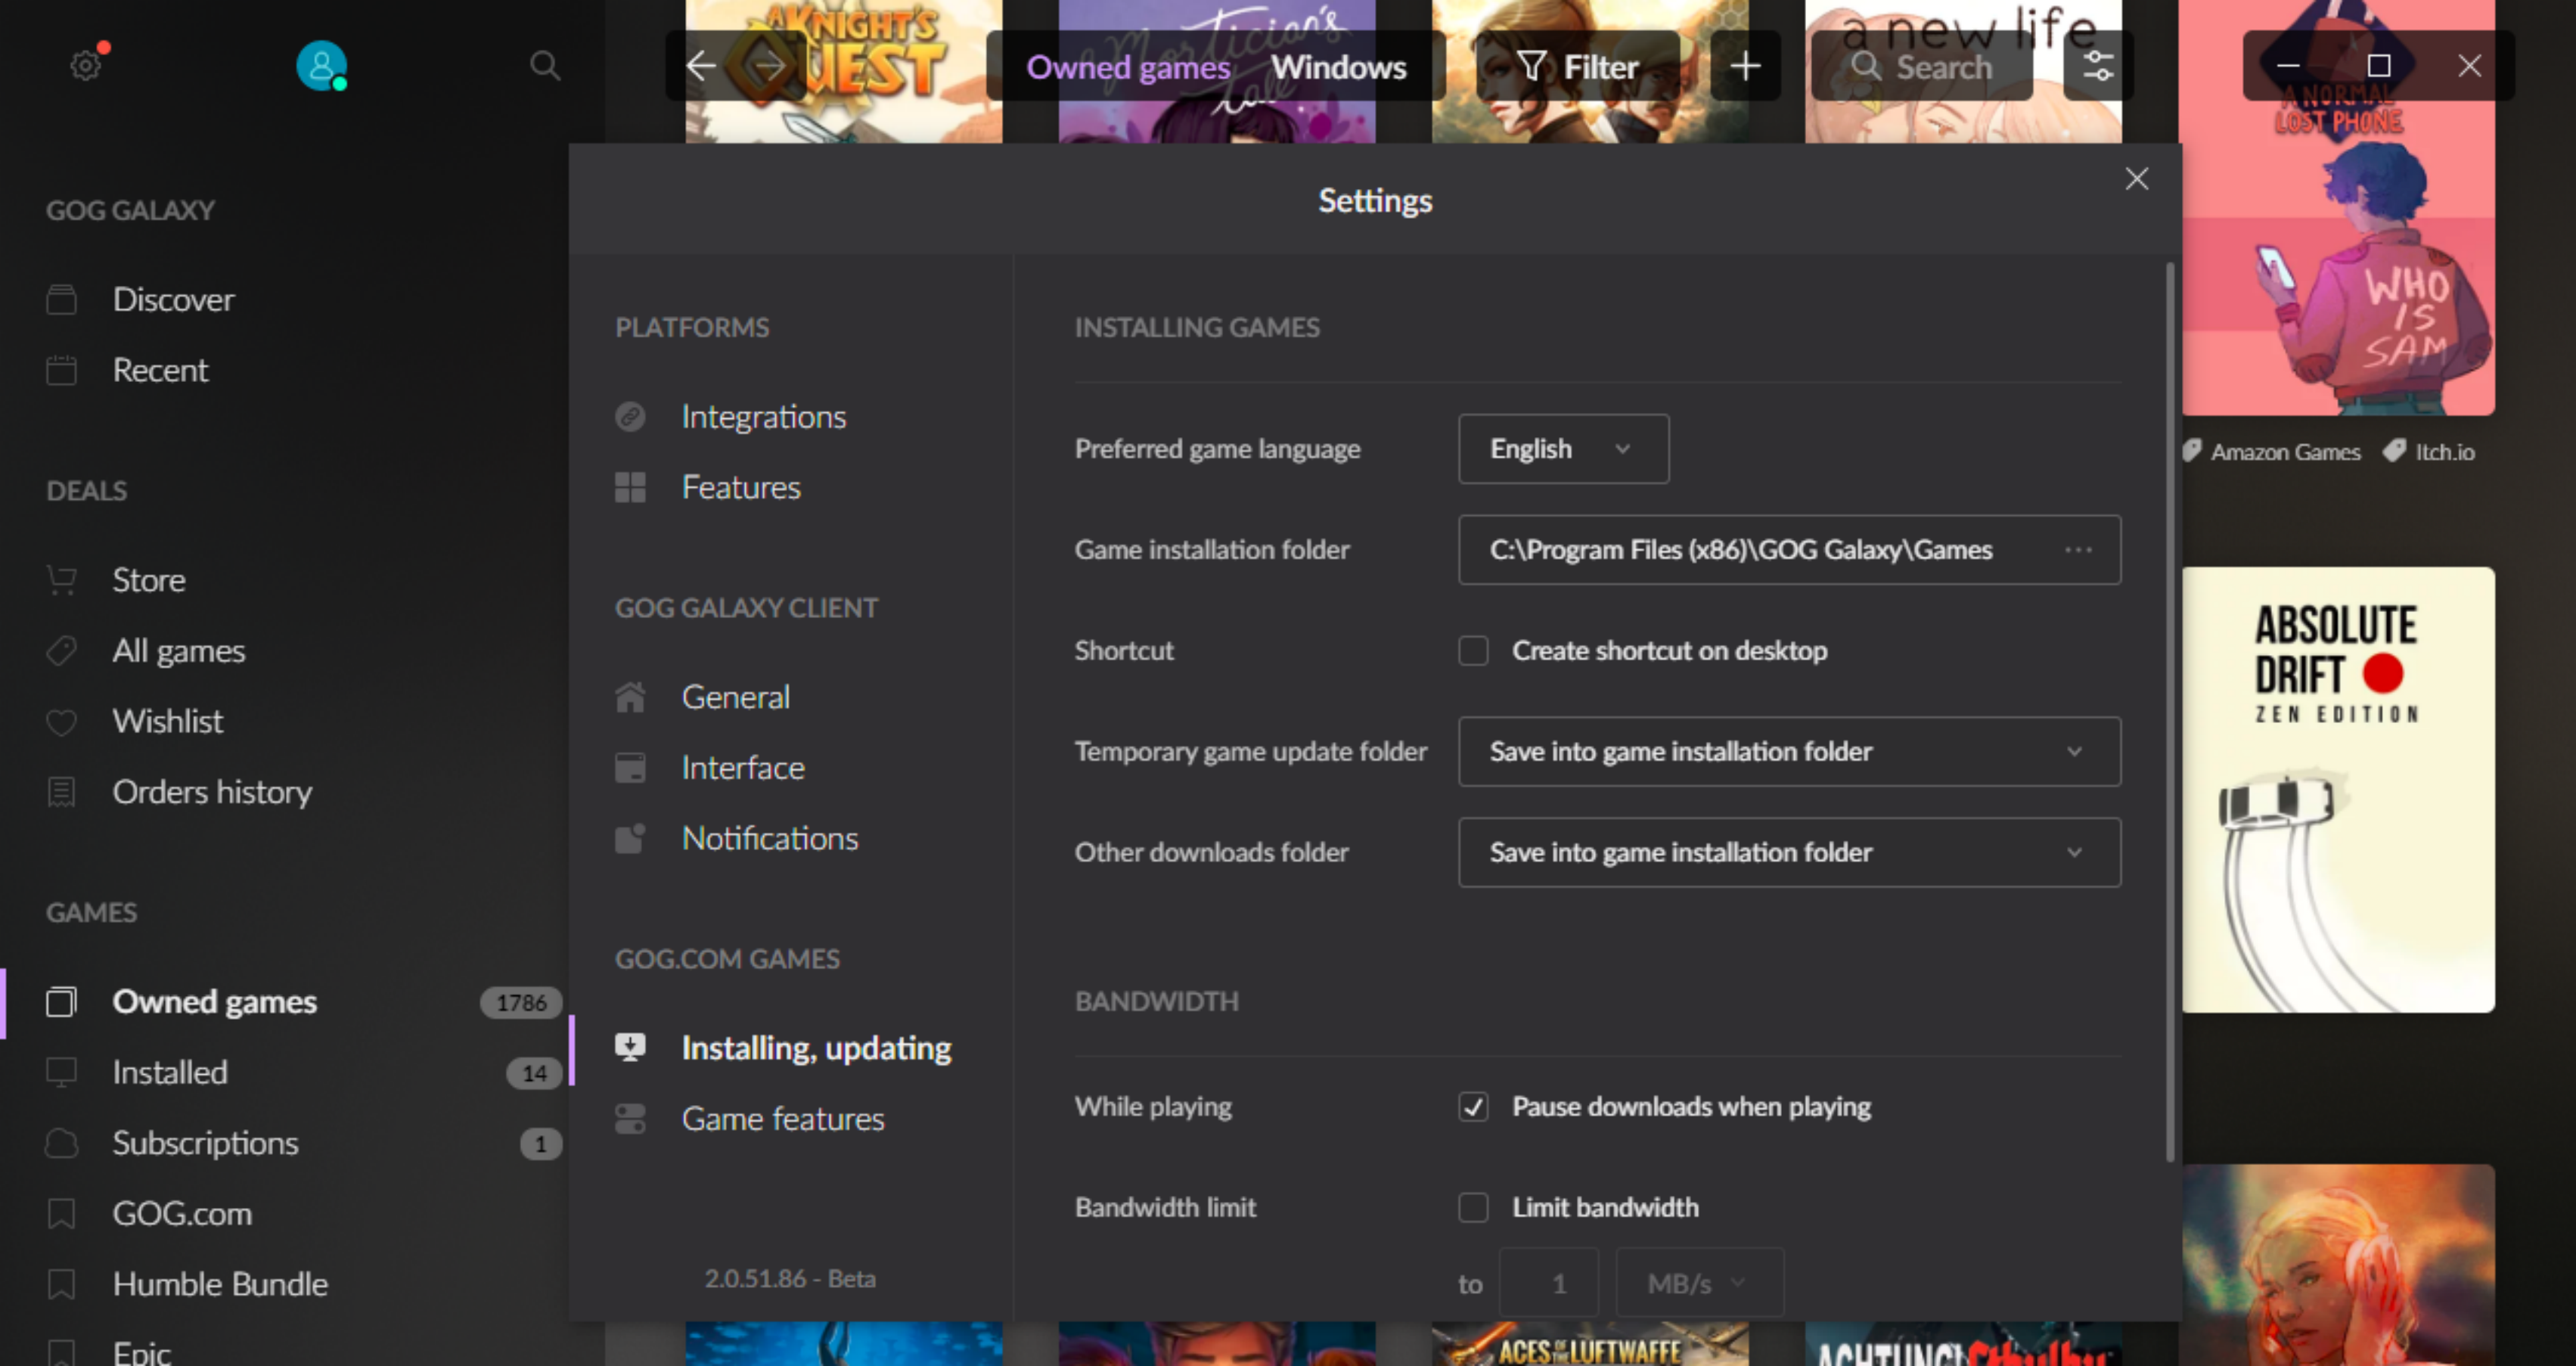 A KNIGHT'S
QUEST
a Mortician's
tale
a new life
Owned games
Windows
Filter
Search
A NORMAL
LOST PHONE
WHO
IS
SAM
Amazon Games
Itch.io
GOG GALAXY
Discover
Recent
DEALS
Store
All games
Wishlist
Orders history
GAMES
Owned games 1786
Installed 14
Subscriptions 1
GOG.com
Humble Bundle
Epic
Settings
PLATFORMS
Integrations
Features
GOG GALAXY CLIENT
General
Interface
Notifications
GOG.COM GAMES
Installing, updating
Game features
2.0.51.86 - Beta
INSTALLING GAMES
Preferred game language English
Game installation folder C:\Program Files (x86)\GOG Galaxy\Games ...
Shortcut Create shortcut on desktop
Temporary game update folder Save into game installation folder
Other downloads folder Save into game installation folder
BANDWIDTH
While playing Pause downloads when playing
Bandwidth limit Limit bandwidth
to 1 MB/s
ABSOLUTE
DRIFT
ZEN EDITION
ACES OF THE LUFTWAFFE
ACHTUNG! Cthulhu